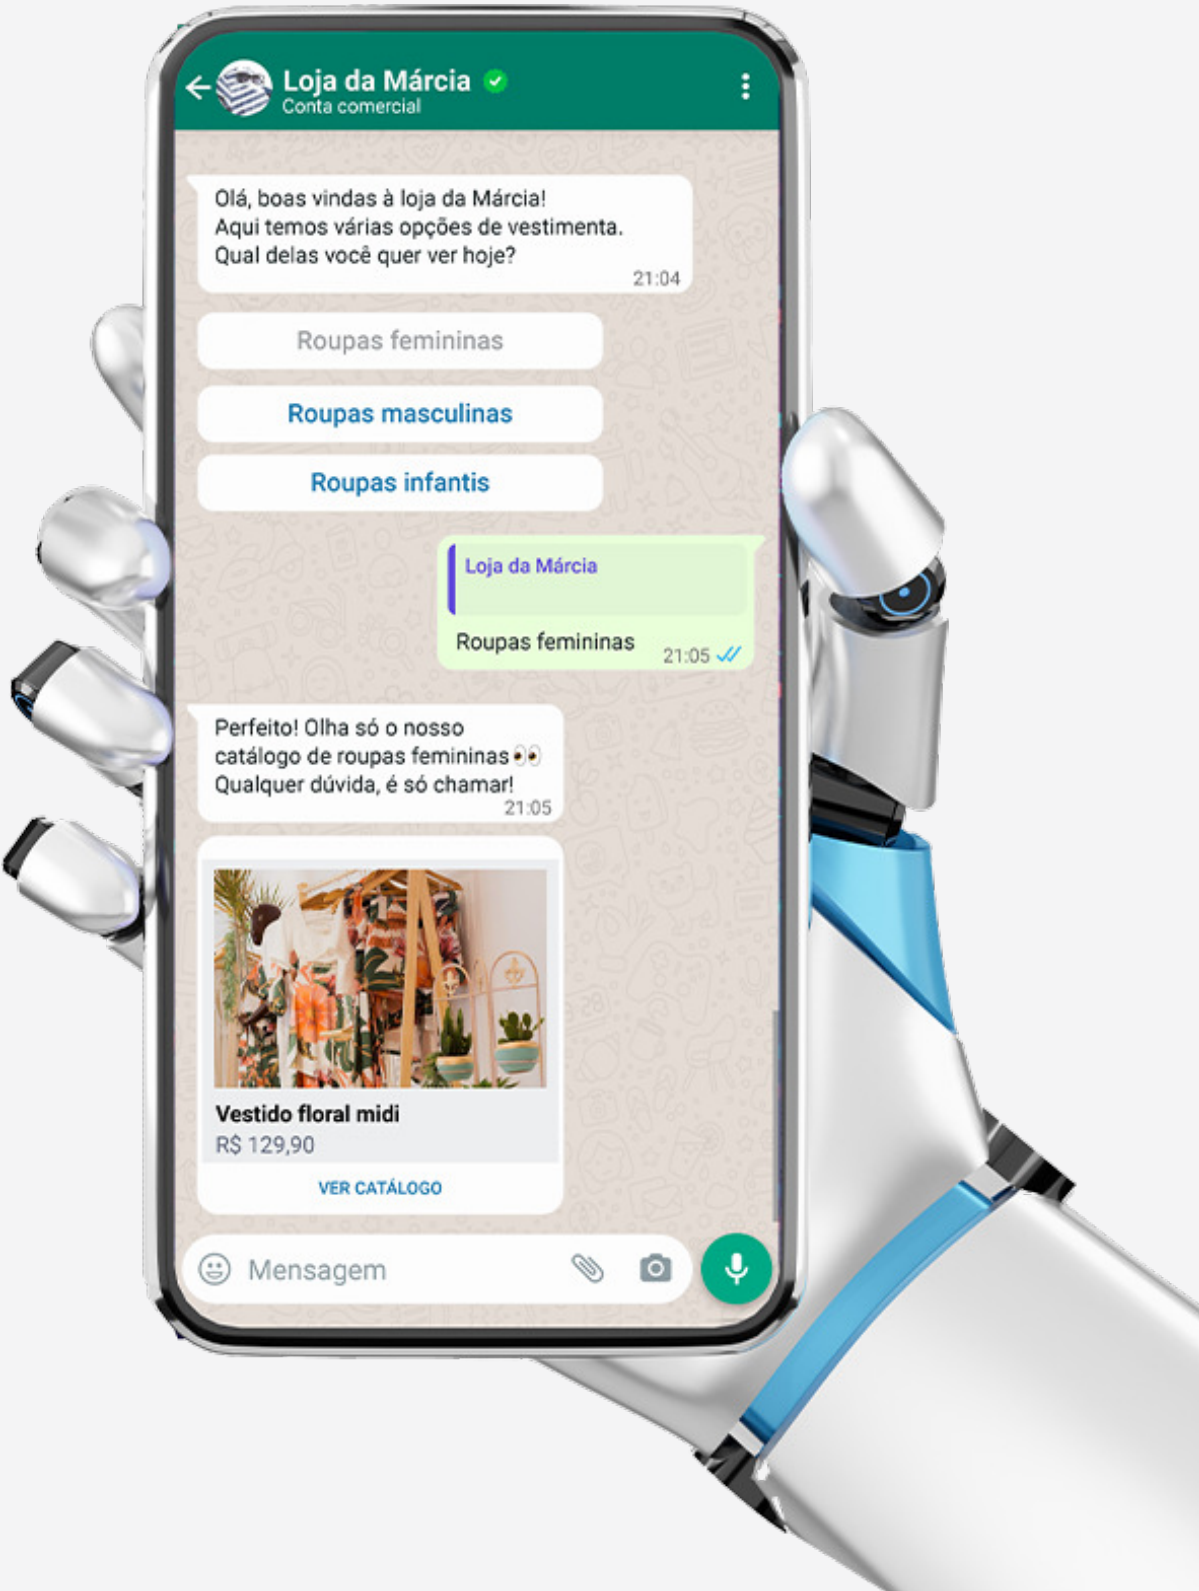 Loja da Márcia
Conta comercial
Olá, boas vindas à loja da Márcia!
Aqui temos várias opções de vestimenta.
Qual delas você quer ver hoje?
21:04
Roupas femininas
Roupas masculinas
Roupas infantis
Loja da Márcia
Roupas femininas
21:05
Perfeito! Olha só o nosso
catálogo de roupas femininas👀
Qualquer dúvida, é só chamar!
21:05
Vestido floral midi
R$ 129,90
VER CATÁLOGO
Mensagem